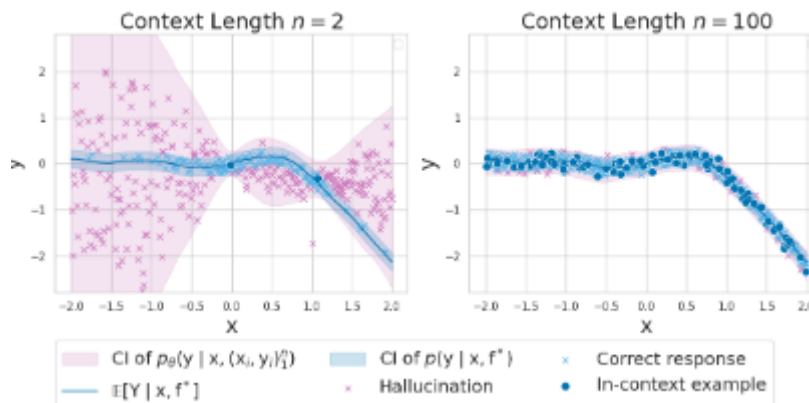 Context Length n = 2
Context Length n = 100
y
2
1
0
−1
−2
−2.0 −1.5 −1.0 −0.5 0.0 0.5 1.0 1.5 2.0
x
y
2
1
0
−1
−2
−2.0 −1.5 −1.0 −0.5 0.0 0.5 1.0 1.5 2.0
x
CI of pθ(y | x, (xᵢ, yᵢ)₁ⁿ)
CI of p(y | x, f*)
Correct response
𝔼[Y | x, f*]
Hallucination
In-context example